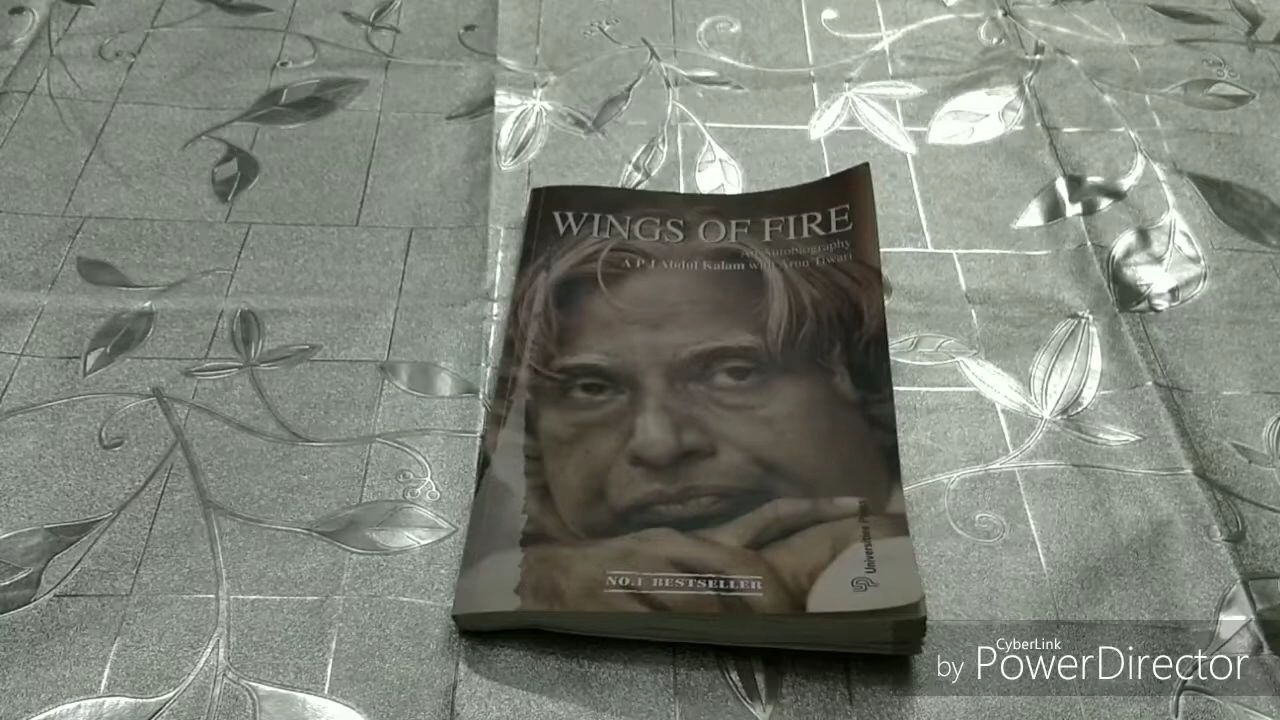 WINGS OF FIRE
An Autobiography
A P J Abdul Kalam with Arun Tiwari
NO.1 BESTSELLER
Universities Press
CyberLink
by PowerDirector